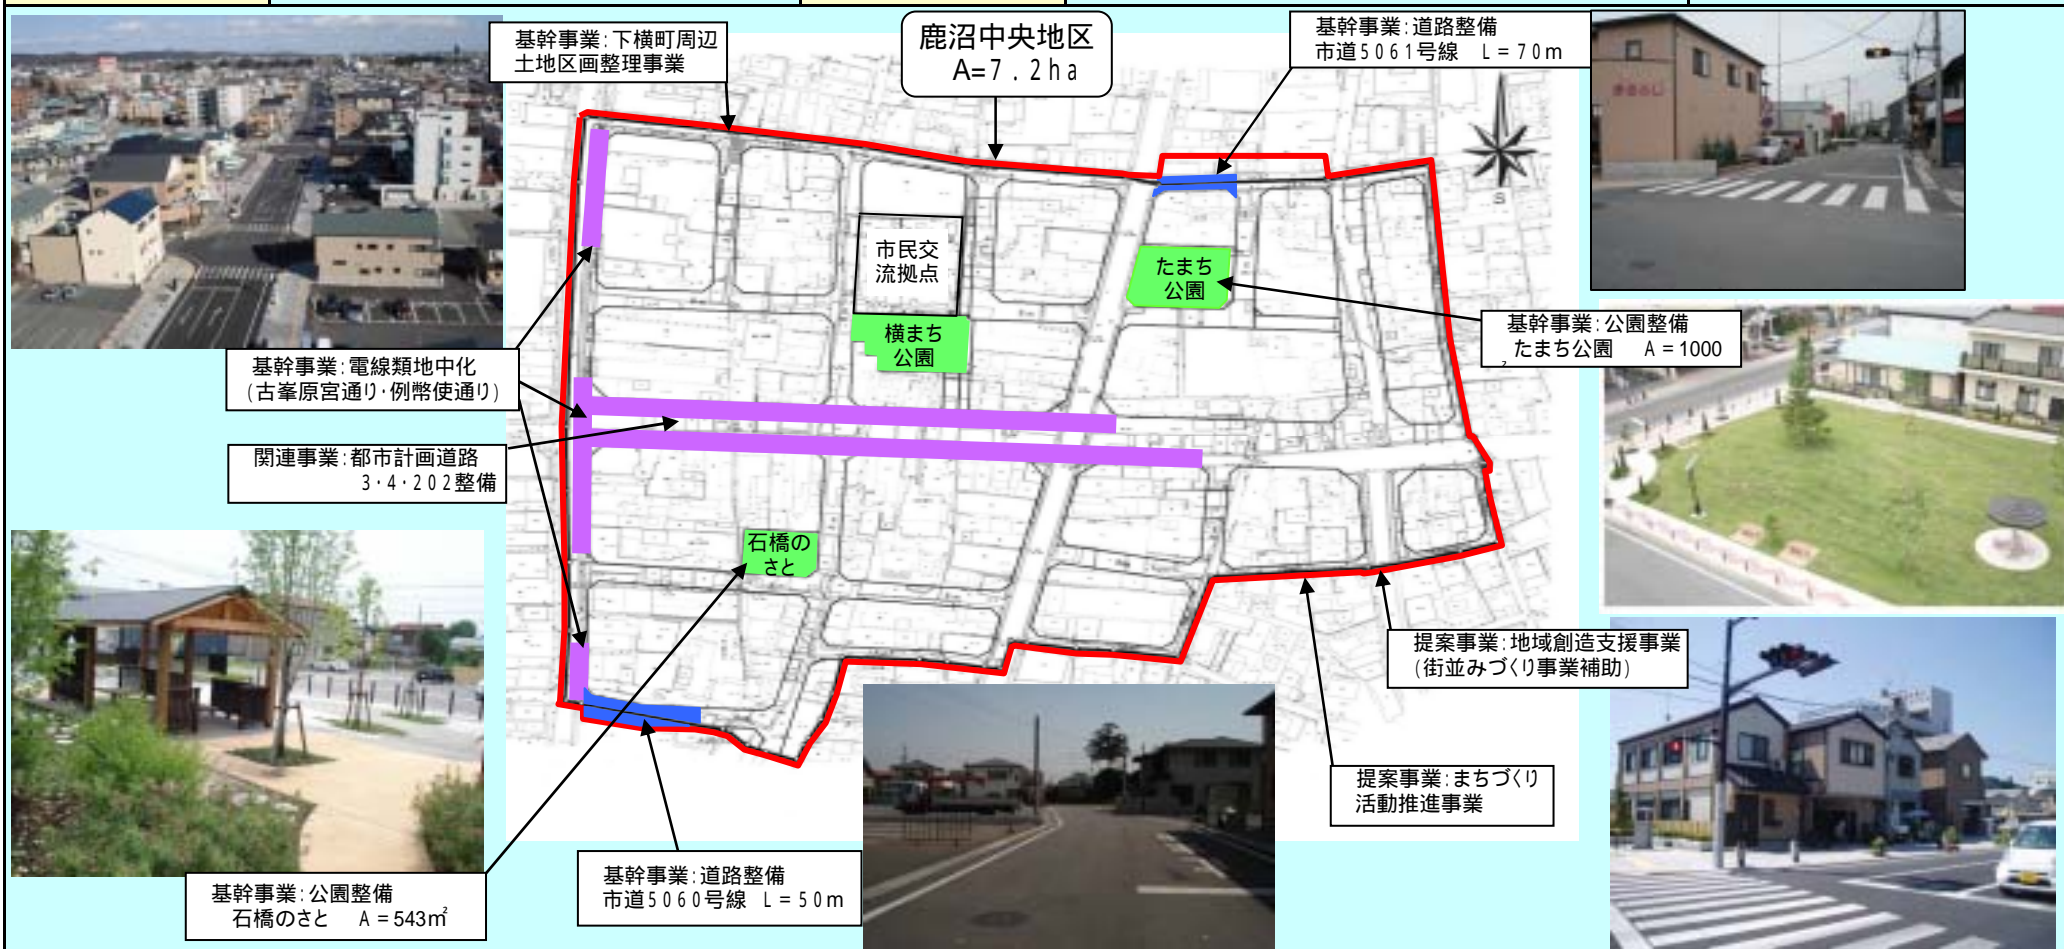 基幹事業:下横町周辺
土地区画整理事業
鹿沼中央地区
A=7.2ha
基幹事業:道路整備
市道5061号線 L=70m
S
市民交
流拠点
たまち
公園
横まち
公園
基幹事業:公園整備
たまち公園 A=1000
2
基幹事業:電線類地中化
(古峯原宮通り・例幣使通り)
関連事業:都市計画道路
3・4・202整備
石橋の
さと
提案事業:地域創造支援事業
(街並みづくり事業補助)
提案事業:まちづくり
活動推進事業
基幹事業:道路整備
市道5060号線 L=50m
基幹事業:公園整備
石橋のさと A=543㎡